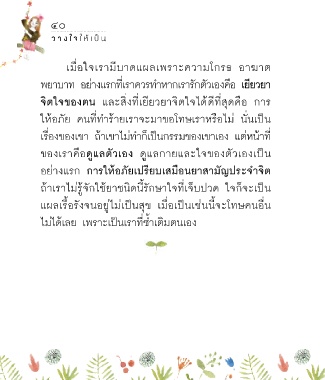 ๔๐
วางใจให้เป็น
เมื่อใจเรามีบาดแผลเพราะความโกรธ อาฆาต
พยาบาท อย่างแรกที่เราควรทำหากเรารักตัวเองคือ เยียวยา
จิตใจของตน และสิ่งที่เยียวยาจิตใจได้ดีที่สุดคือ การ
ให้อภัย คนที่ทำร้ายเราจะมาขอโทษเราหรือไม่ นั่นเป็น
เรื่องของเขา ถ้าเขาไม่ทำก็เป็นกรรมของเขาเอง แต่หน้าที่
ของเราคือดูแลตัวเอง ดูแลกายและใจของตัวเองเป็น
อย่างแรก การให้อภัยเปรียบเสมือนยาสามัญประจำจิต
ถ้าเราไม่รู้จักใช้ยาชนิดนี้รักษาใจที่เจ็บปวด ใจก็จะเป็น
แผลเรื้อรังจนอยู่ไม่เป็นสุข เมื่อเป็นเช่นนี้จะโทษคนอื่น
ไม่ได้เลย เพราะเป็นเราที่ซ้ำเติมตนเอง